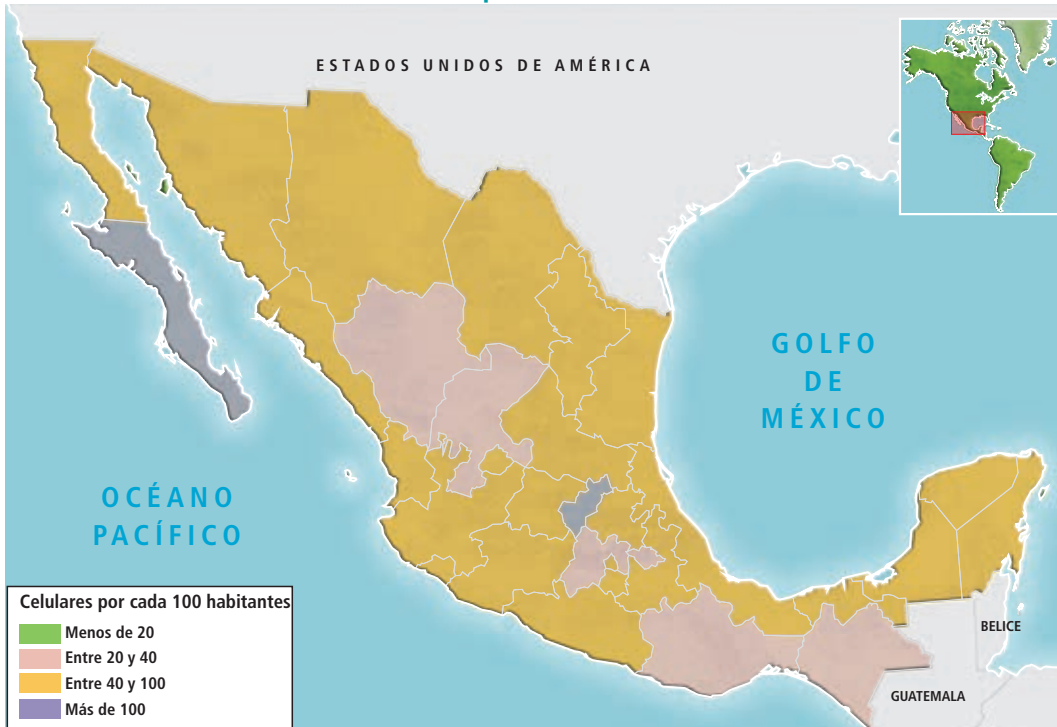 ESTADOS UNIDOS DE AMÉRICA
GOLFO
DE
MÉXICO
OCÉANO
PACÍFICO
BELICE
GUATEMALA
Celulares por cada 100 habitantes
Menos de 20
Entre 20 y 40
Entre 40 y 100
Más de 100